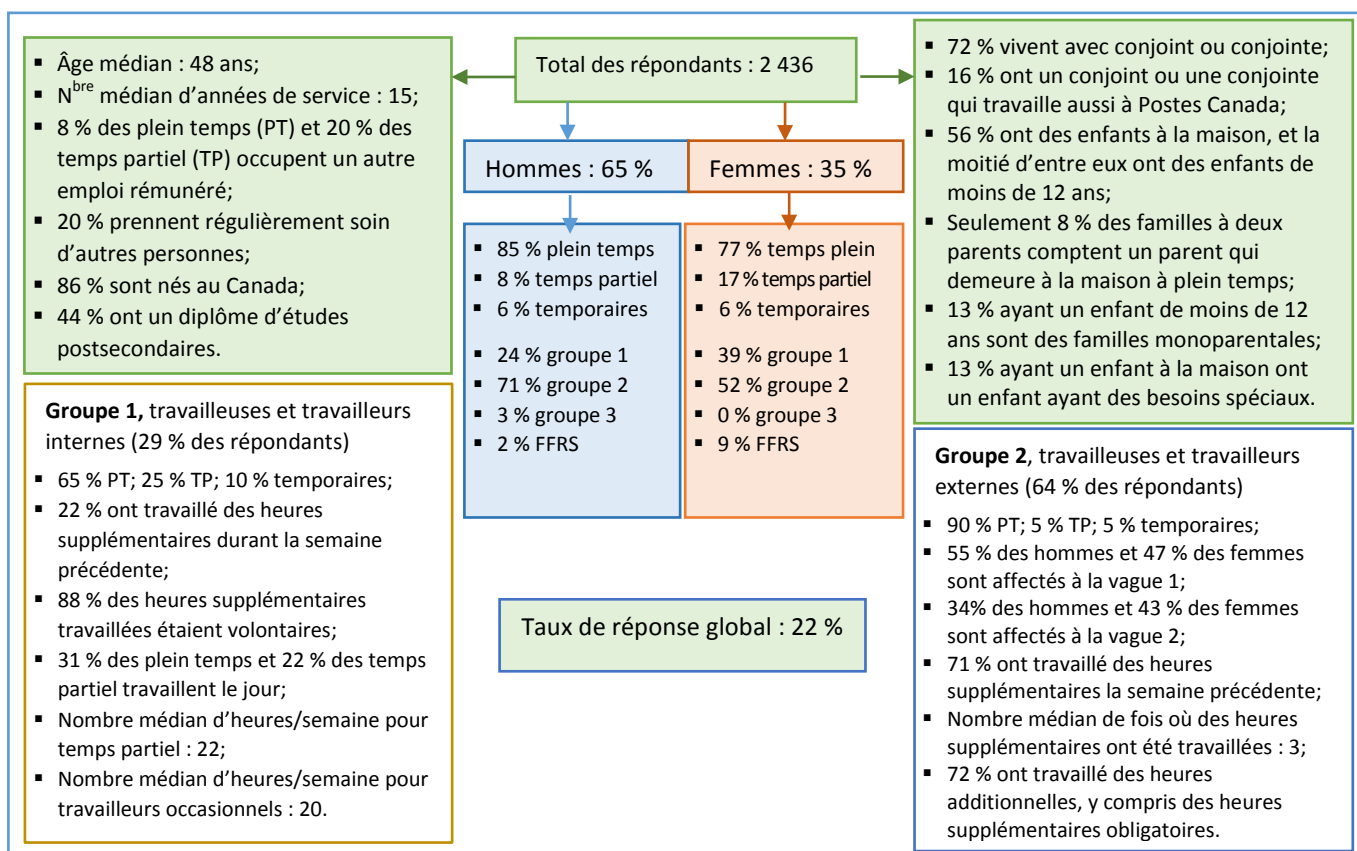 ▪ Âge médian : 48 ans;
▪ Nbre médian d’années de service : 15;
▪ 8 % des plein temps (PT) et 20 % des
temps partiel (TP) occupent un autre
emploi rémunéré;
▪ 20 % prennent régulièrement soin
d’autres personnes;
▪ 86 % sont nés au Canada;
▪ 44 % ont un diplôme d’études
postsecondaires.
Total des répondants : 2 436
▪ 72 % vivent avec conjoint ou conjointe;
▪ 16 % ont un conjoint ou une conjointe
qui travaille aussi à Postes Canada;
▪ 56 % ont des enfants à la maison, et la
moitié d’entre eux ont des enfants de
moins de 12 ans;
▪ Seulement 8 % des familles à deux
parents comptent un parent qui
demeure à la maison à plein temps;
▪ 13 % ayant un enfant de moins de 12
ans sont des familles monoparentales;
▪ 13 % ayant un enfant à la maison ont
un enfant ayant des besoins spéciaux.
Hommes : 65 %
▪ 85 % plein temps
▪ 8 % temps partiel
▪ 6 % temporaires
▪ 24 % groupe 1
▪ 71 % groupe 2
▪ 3 % groupe 3
▪ 2 % FFRS
Femmes : 35 %
▪ 77 % temps plein
▪ 17 % temps partiel
▪ 6 % temporaires
▪ 39 % groupe 1
▪ 52 % groupe 2
▪ 0 % groupe 3
▪ 9 % FFRS
Groupe 1, travailleuses et travailleurs
internes (29 % des répondants)
▪ 65 % PT; 25 % TP; 10 % temporaires;
▪ 22 % ont travaillé des heures
supplémentaires durant la semaine
précédente;
▪ 88 % des heures supplémentaires
travaillées étaient volontaires;
▪ 31 % des plein temps et 22 % des temps
partiel travaillent le jour;
▪ Nombre médian d’heures/semaine pour
temps partiel : 22;
▪ Nombre médian d’heures/semaine pour
travailleurs occasionnels : 20.
Taux de réponse global : 22 %
Groupe 2, travailleuses et travailleurs
externes (64 % des répondants)
▪ 90 % PT; 5 % TP; 5 % temporaires;
▪ 55 % des hommes et 47 % des femmes
sont affectés à la vague 1;
▪ 34% des hommes et 43 % des femmes
sont affectés à la vague 2;
▪ 71 % ont travaillé des heures
supplémentaires la semaine précédente;
▪ Nombre médian de fois où des heures
supplémentaires ont été travaillées : 3;
▪ 72 % ont travaillé des heures
additionnelles, y compris des heures
supplémentaires obligatoires.